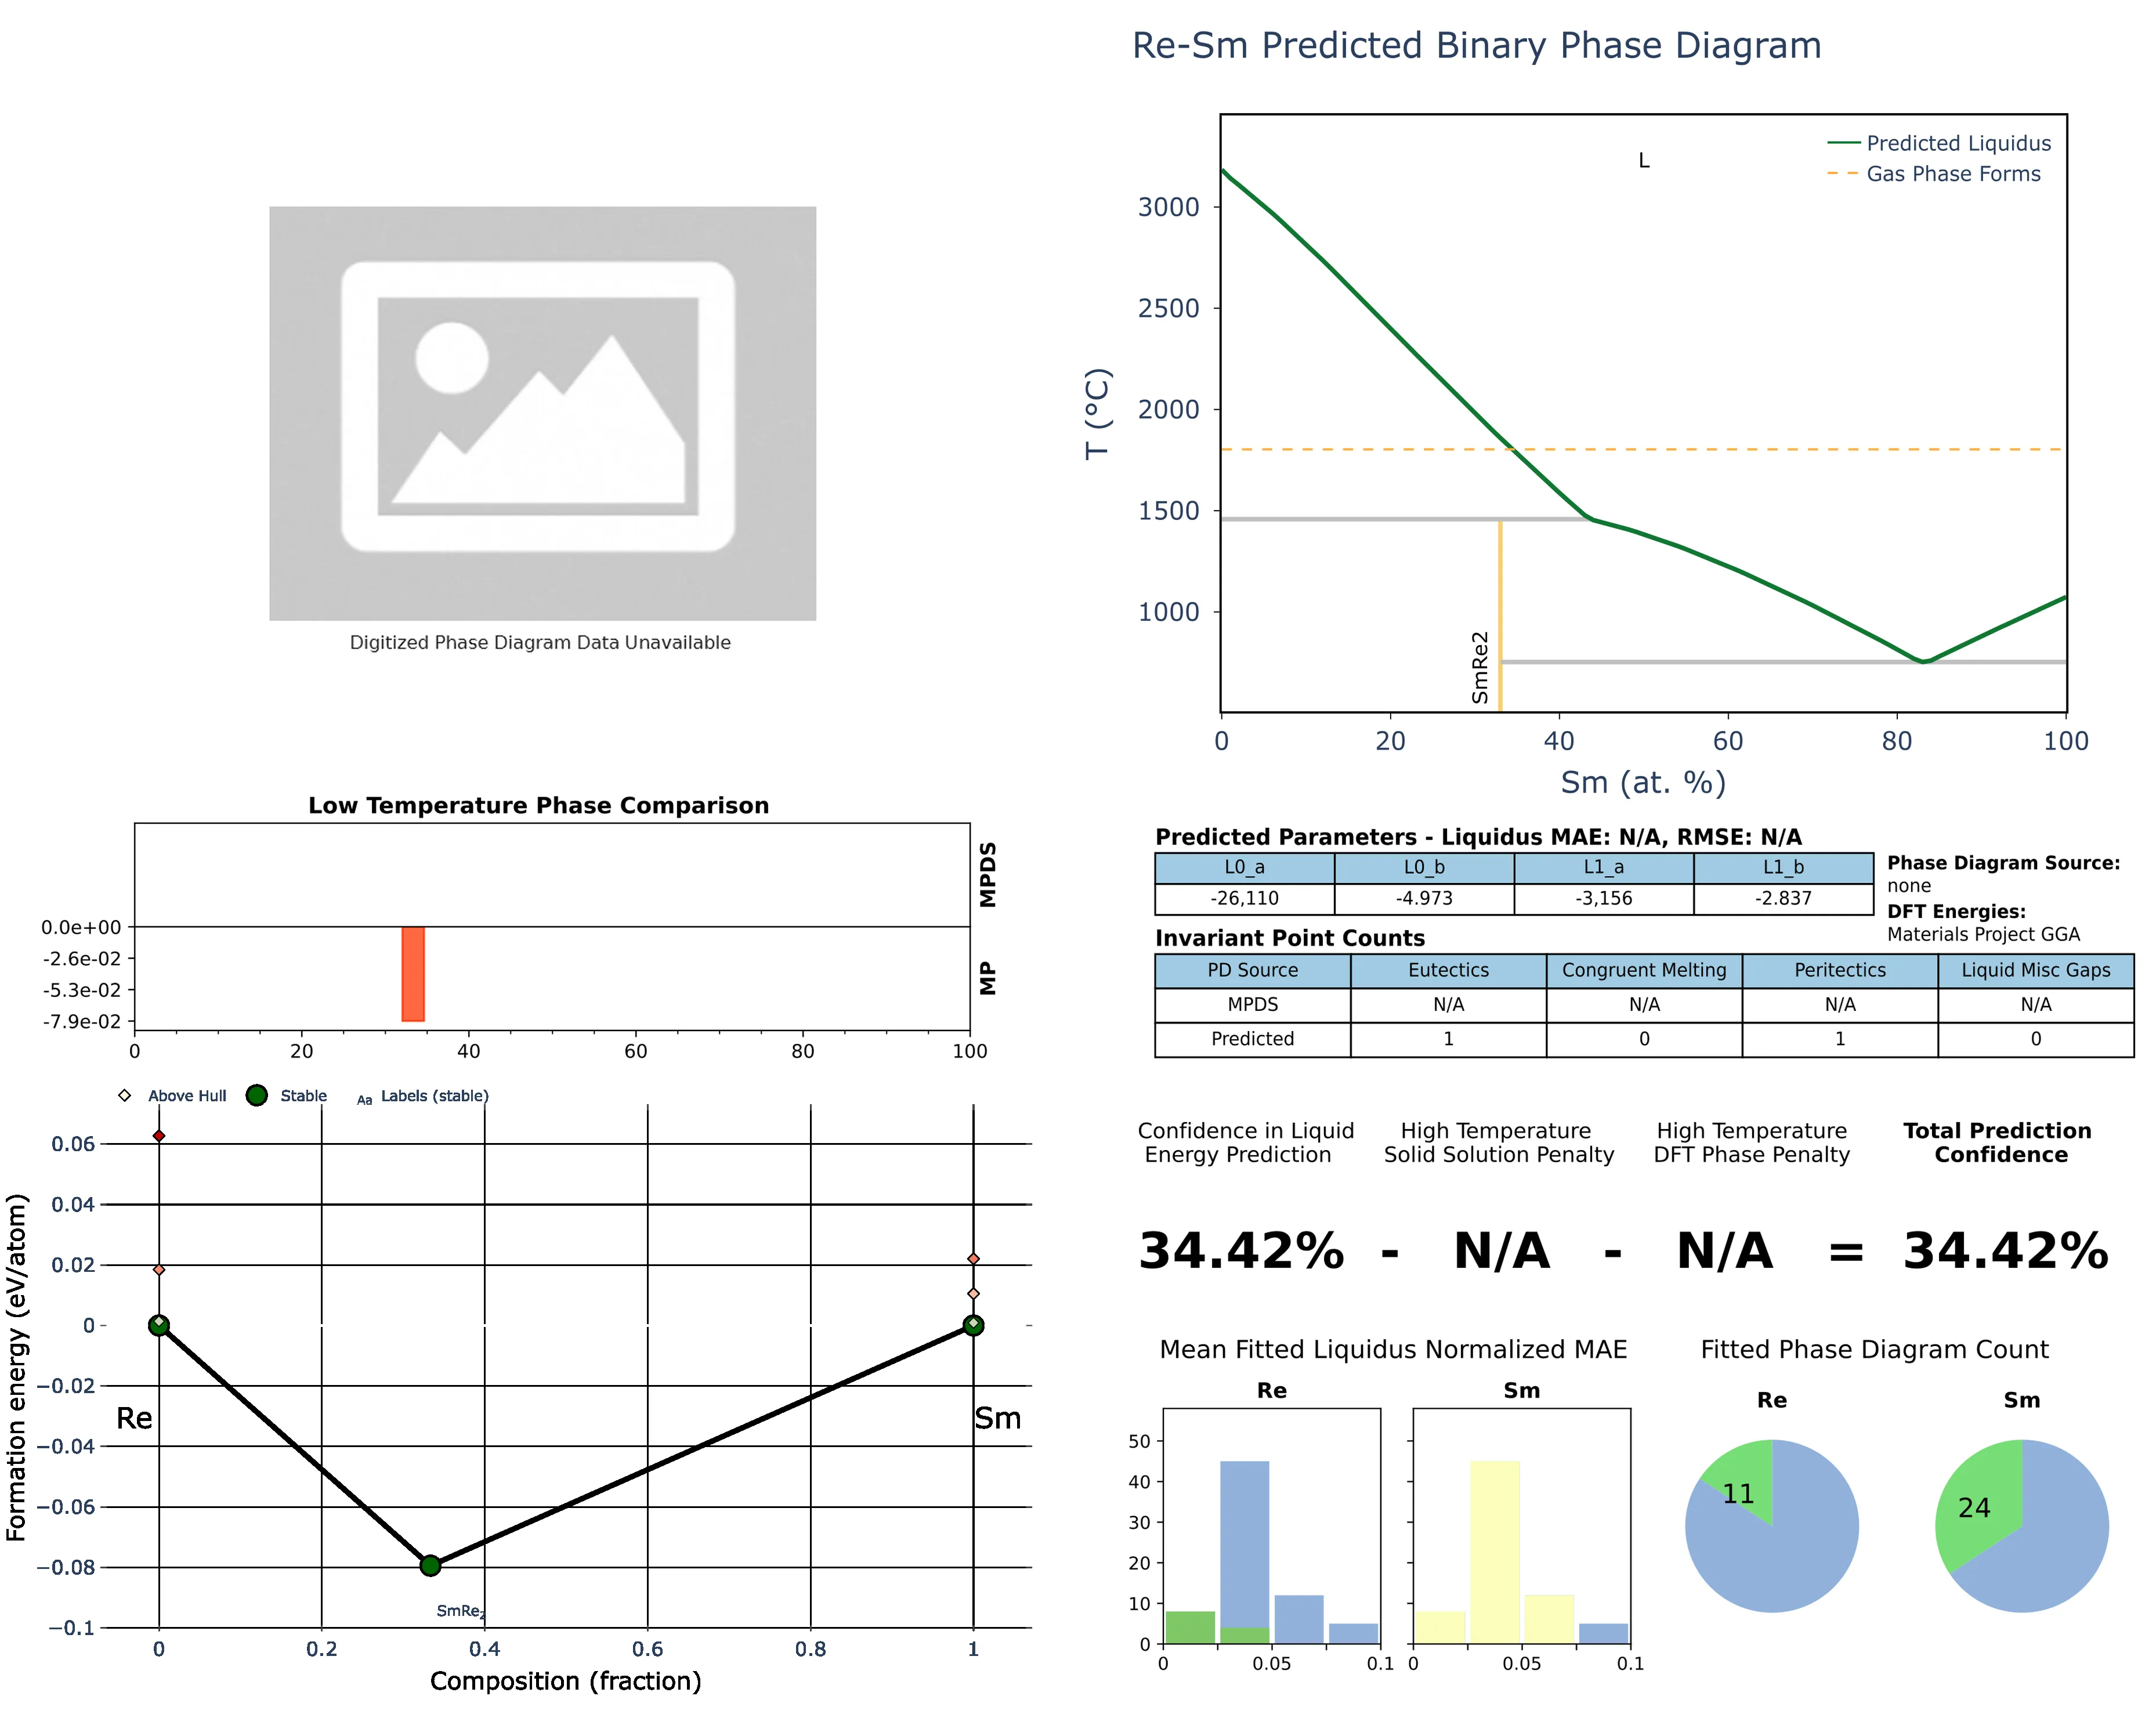 Re-Sm Predicted Binary Phase Diagram
Digitized Phase Diagram Data Unavailable
T (°C)
3000
2500
2000
1500
1000
L
Predicted Liquidus
Gas Phase Forms
SmRe2
0 20 40 60 80 100
Sm (at. %)
Low Temperature Phase Comparison
MPDS
MP
0.0e+00
-2.6e-02
-5.3e-02
-7.9e-02
0 20 40 60 80 100
Predicted Parameters - Liquidus MAE: N/A, RMSE: N/A
L0_a L0_b L1_a L1_b
-26,110 -4.973 -3,156 -2.837
Phase Diagram Source:
none
DFT Energies:
Materials Project GGA
Invariant Point Counts
PD Source Eutectics Congruent Melting Peritectics Liquid Misc Gaps
MPDS N/A N/A N/A N/A
Predicted 1 0 1 0
Above Hull Stable Aa Labels (stable)
Formation energy (eV/atom)
0.06
0.04
0.02
0
−0.02
−0.04
−0.06
−0.08
−0.1
Re
Sm
SmRe2
0 0.2 0.4 0.6 0.8 1
Composition (fraction)
Confidence in Liquid
Energy Prediction
High Temperature
Solid Solution Penalty
High Temperature
DFT Phase Penalty
Total Prediction
Confidence
34.42% - N/A - N/A = 34.42%
Mean Fitted Liquidus Normalized MAE
Re
Sm
50
40
30
20
10
0
0 0.05 0.1
0 0.05 0.1
Fitted Phase Diagram Count
Re
Sm
11
24